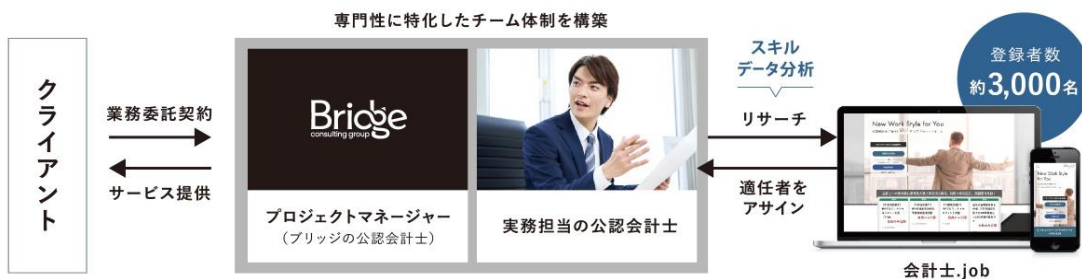 専門性に特化したチーム体制を構築
クライアント
業務委託契約
サービス提供
Bridge
consulting group
プロジェクトマネージャー
（ブリッジの公認会計士）
実務担当の公認会計士
スキル
データ分析
リサーチ
適任者を
アサイン
登録者数
約3,000名
New Work Style for You
New Work Style
for You
会計士.job